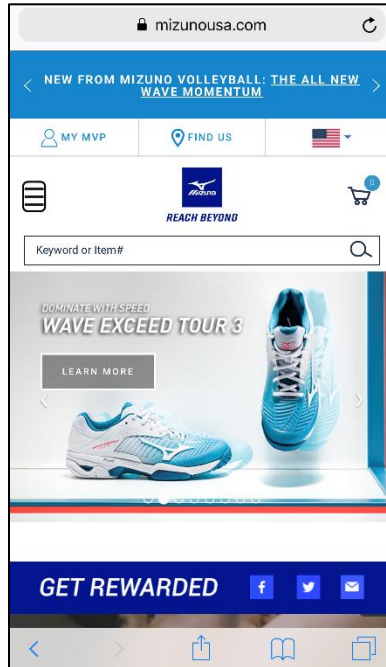 mizunousa.com
NEW FROM MIZUNO VOLLEYBALL: THE ALL NEW
WAVE MOMENTUM
MY MVP
FIND US
0
MIZUNO
REACH BEYOND
Keyword or Item#
DOMINATE WITH SPEED
WAVE EXCEED TOUR 3
LEARN MORE
GET REWARDED